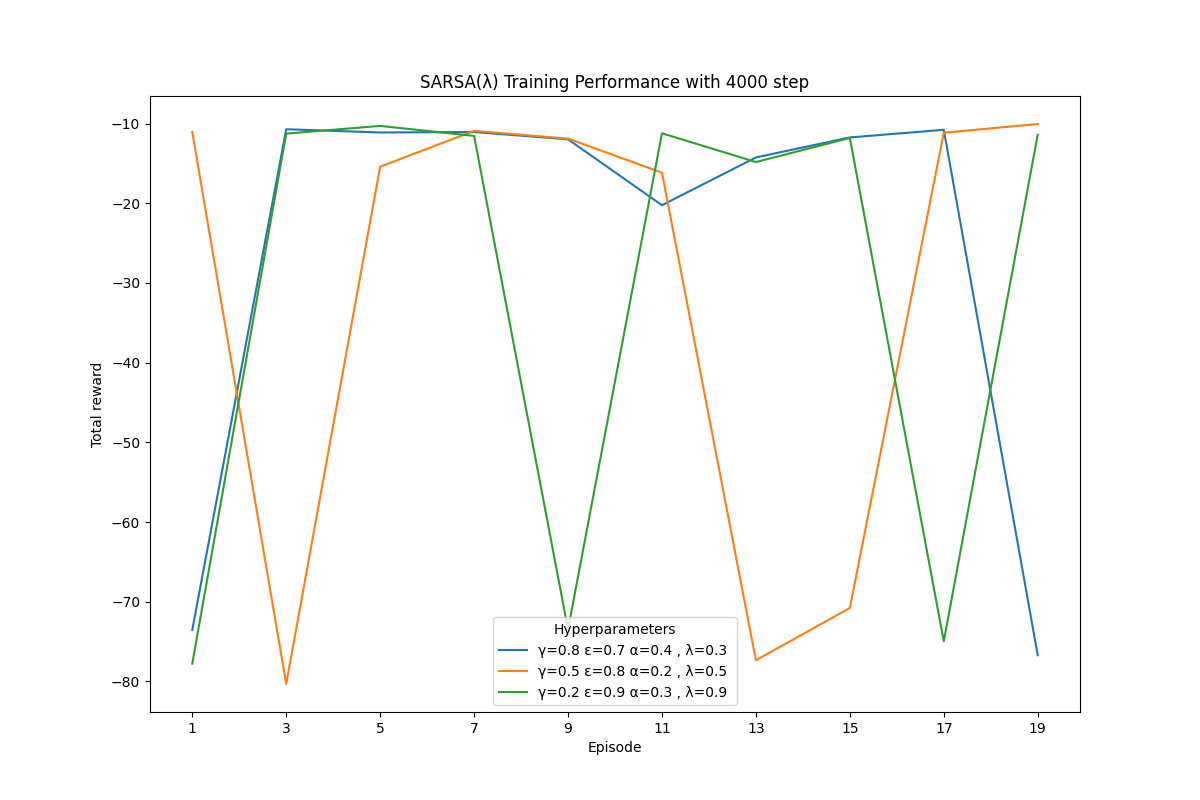 SARSA(λ) Training Performance with 4000 step
Total reward
−10
−20
−30
−40
−50
−60
−70
−80
Hyperparameters
γ=0.8 ε=0.7 α=0.4 , λ=0.3
γ=0.5 ε=0.8 α=0.2 , λ=0.5
γ=0.2 ε=0.9 α=0.3 , λ=0.9
1 3 5 7 9 11 13 15 17 19
Episode